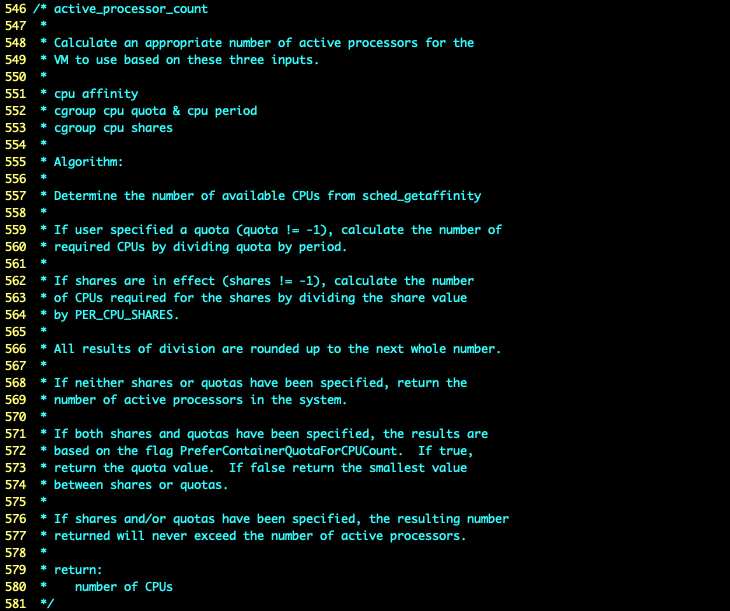 546 /* active_processor_count
547  *
548  * Calculate an appropriate number of active processors for the
549  * VM to use based on these three inputs.
550  *
551  * cpu affinity
552  * cgroup cpu quota & cpu period
553  * cgroup cpu shares
554  *
555  * Algorithm:
556  *
557  * Determine the number of available CPUs from sched_getaffinity
558  *
559  * If user specified a quota (quota != -1), calculate the number of
560  * required CPUs by dividing quota by period.
561  *
562  * If shares are in effect (shares != -1), calculate the number
563  * of CPUs required for the shares by dividing the share value
564  * by PER_CPU_SHARES.
565  *
566  * All results of division are rounded up to the next whole number.
567  *
568  * If neither shares or quotas have been specified, return the
569  * number of active processors in the system.
570  *
571  * If both shares and quotas have been specified, the results are
572  * based on the flag PreferContainerQuotaForCPUCount.  If true,
573  * return the quota value.  If false return the smallest value
574  * between shares or quotas.
575  *
576  * If shares and/or quotas have been specified, the resulting number
577  * returned will never exceed the number of active processors.
578  *
579  * return:
580  *    number of CPUs
581  */